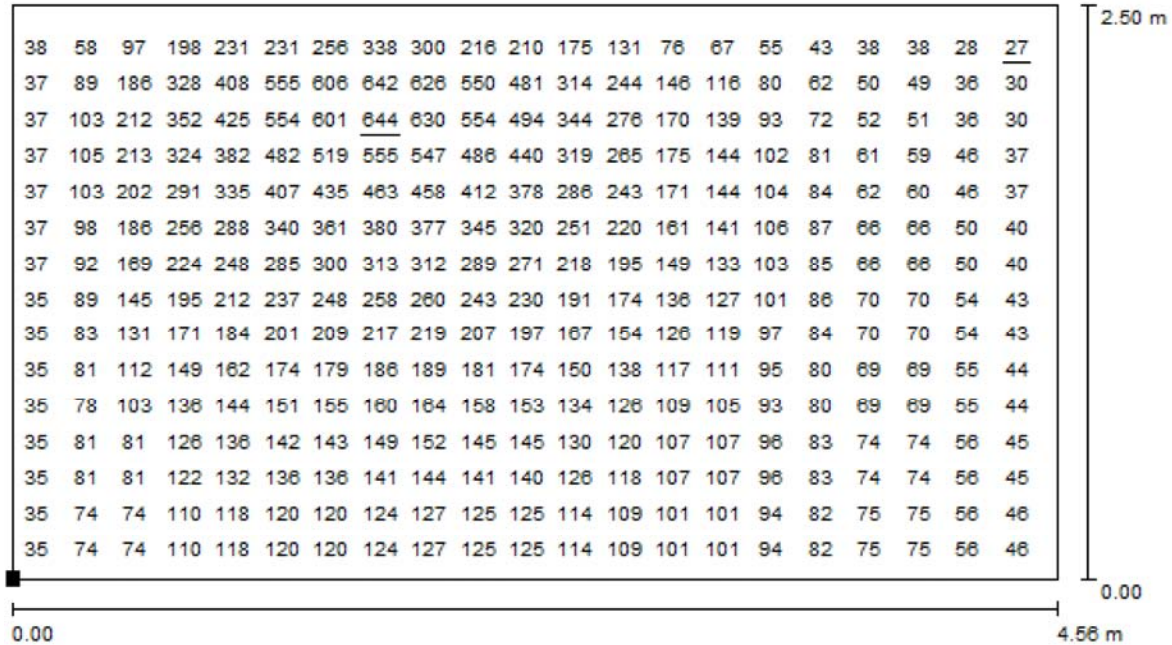 2.50 m
38 58 97 198 231 231 256 338 300 216 210 175 131 76 67 55 43 38 38 28 27
37 89 186 328 408 555 606 642 626 550 481 314 244 146 116 80 62 50 49 36 30
37 103 212 352 425 554 601 644 630 554 494 344 276 170 139 93 72 52 51 36 30
37 105 213 324 382 482 519 555 547 486 440 319 265 175 144 102 81 61 59 46 37
37 103 202 291 335 407 435 463 458 412 378 286 243 171 144 104 84 62 60 46 37
37 98 186 256 288 340 361 380 377 345 320 251 220 161 141 106 87 66 66 50 40
37 92 169 224 248 285 300 313 312 289 271 218 195 149 133 103 85 66 66 50 40
35 89 145 195 212 237 248 258 260 243 230 191 174 136 127 101 86 70 70 54 43
35 83 131 171 184 201 209 217 219 207 197 167 154 126 119 97 84 70 70 54 43
35 81 112 149 162 174 179 186 189 181 174 150 138 117 111 95 80 69 69 55 44
35 78 103 136 144 151 155 160 164 158 153 134 126 109 105 93 80 69 69 55 44
35 81 81 126 136 142 143 149 152 145 145 130 120 107 107 96 83 74 74 56 45
35 81 81 122 132 136 136 141 144 141 140 126 118 107 107 96 83 74 74 56 45
35 74 74 110 118 120 120 124 127 125 125 114 109 101 101 94 82 75 75 56 46
35 74 74 110 118 120 120 124 127 125 125 114 109 101 101 94 82 75 75 56 46
0.00
0.00 4.56 m